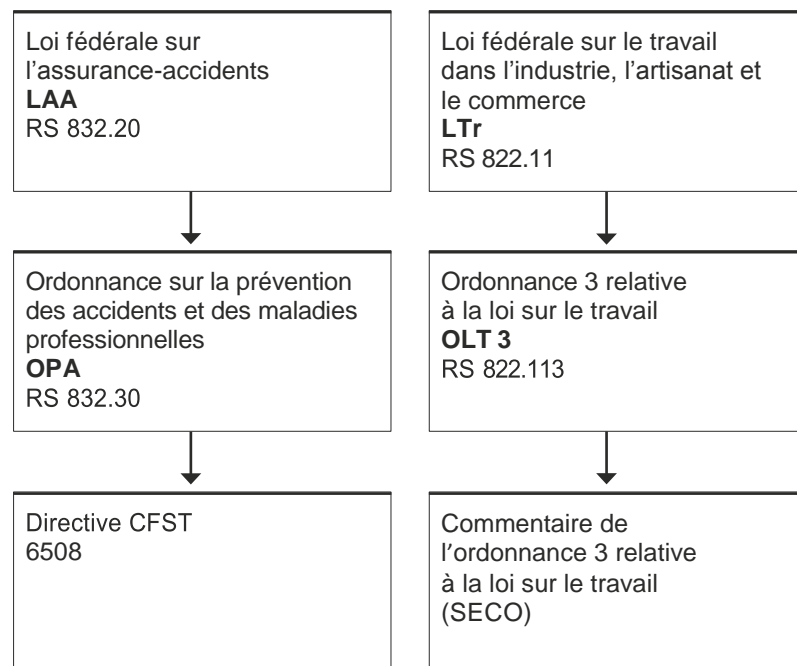 Loi fédérale sur
l'assurance-accidents
LAA
RS 832.20
Loi fédérale sur le travail
dans l'industrie, l'artisanat et
le commerce
LTr
RS 822.11
Ordonnance sur la prévention
des accidents et des maladies
professionnelles
OPA
RS 832.30
Ordonnance 3 relative
à la loi sur le travail
OLT 3
RS 822.113
Directive CFST
6508
Commentaire de
l'ordonnance 3 relative
à la loi sur le travail
(SECO)